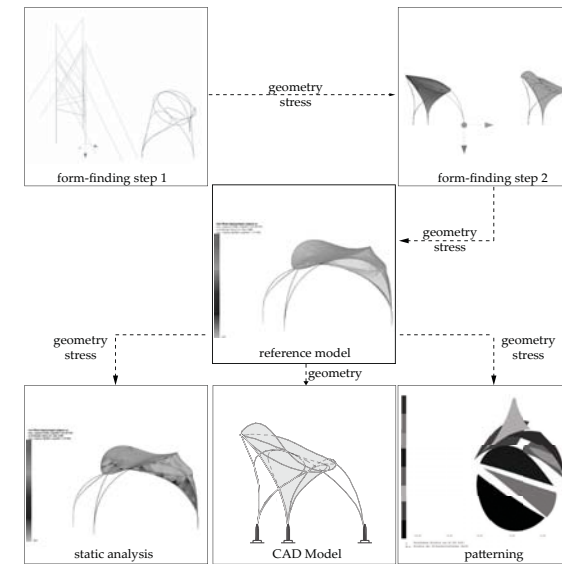 geometry
stress
form-finding step 1
form-finding step 2
geometry
stress
reference model
geometry
stress
geometry
geometry
stress
static analysis
CAD Model
patterning